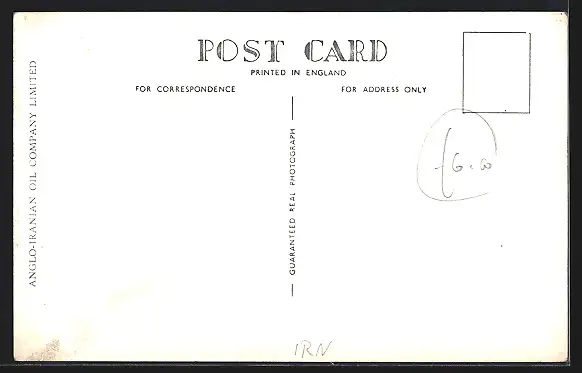 POST CARD
PRINTED IN ENGLAND
FOR CORRESPONDENCE
FOR ADDRESS ONLY
ANGLO-IRANIAN OIL COMPANY LIMITED
GUARANTEED REAL PHOTOGRAPH
£6.00
IRN